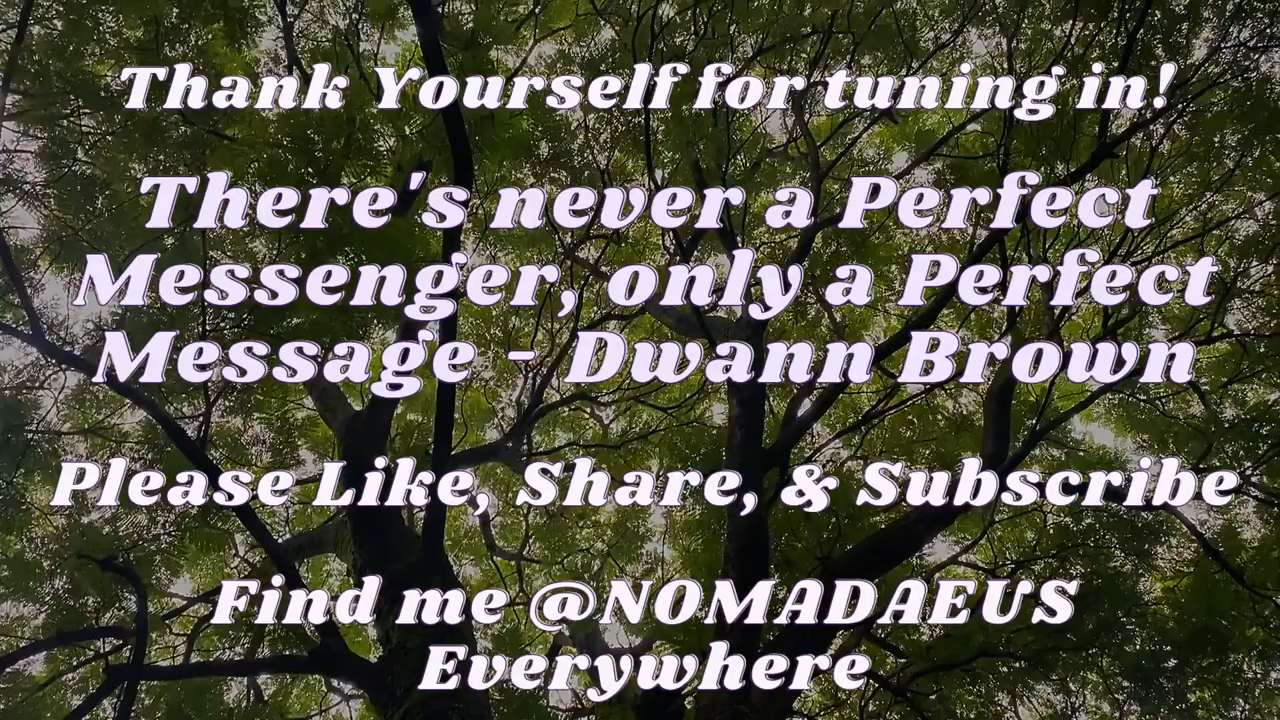 Thank Yourself for tuning in!
There's never a Perfect
Messenger, only a Perfect
Message - Dwann Brown
Please Like, Share, & Subscribe
Find me @NOMADAEUS
Everywhere